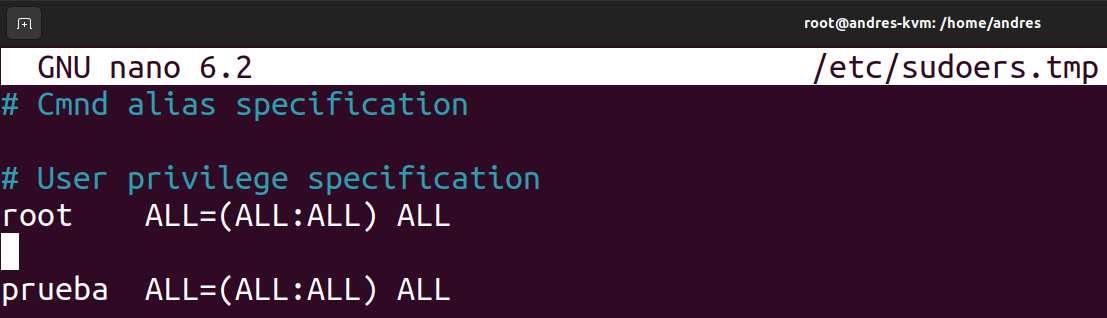 root@andres-kvm: /home/andres
GNU nano 6.2 /etc/sudoers.tmp
# Cmnd alias specification
# User privilege specification
root ALL=(ALL:ALL) ALL
prueba ALL=(ALL:ALL) ALL